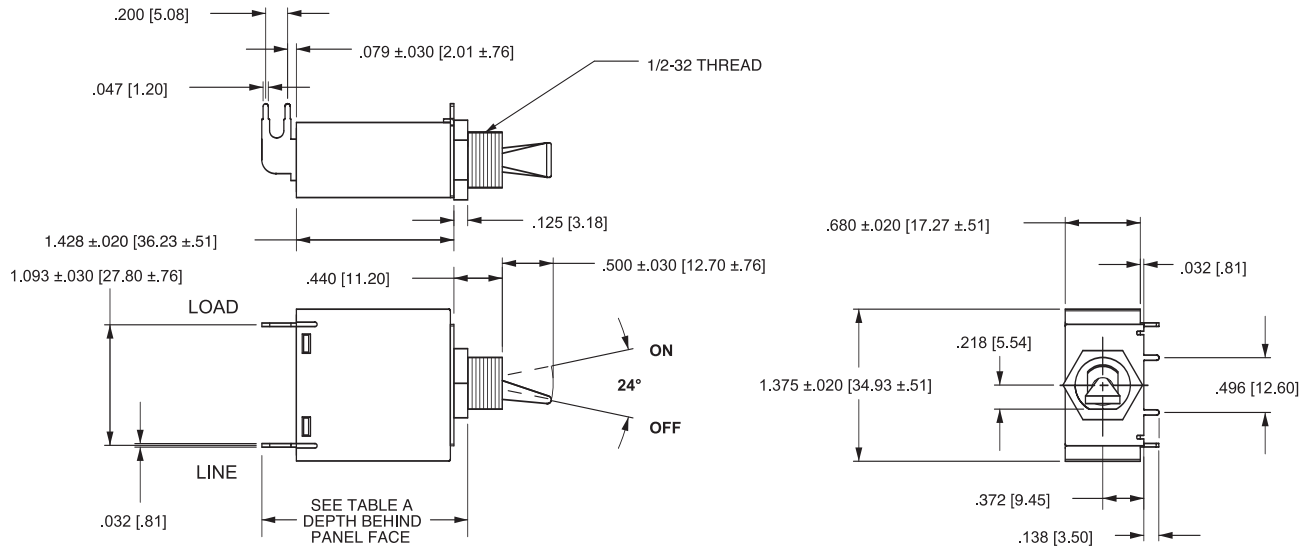 .200 [5.08]
.079 ±.030 [2.01 ±.76]
1/2-32 THREAD
.047 [1.20]
.125 [3.18]
1.428 ±.020 [36.23 ±.51]
1.093 ±.030 [27.80 ±.76]
.440 [11.20]
.500 ±.030 [12.70 ±.76]
LOAD
ON
24°
OFF
LINE
.032 [.81]
SEE TABLE A
DEPTH BEHIND
PANEL FACE
.680 ±.020 [17.27 ±.51]
.032 [.81]
.218 [5.54]
1.375 ±.020 [34.93 ±.51]
.496 [12.60]
.372 [9.45]
.138 [3.50]